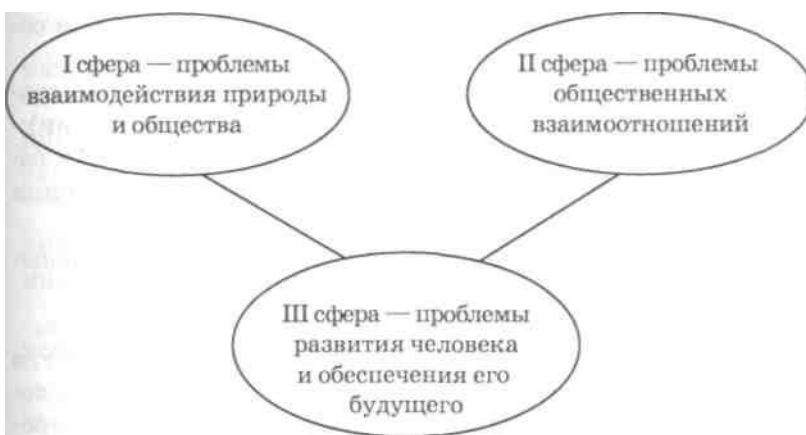 I сфера — проблемы
взаимодействия природы
и общества
II сфера — проблемы
общественных
взаимоотношений
III сфера — проблемы
развития человека
и обеспечения его
будущего